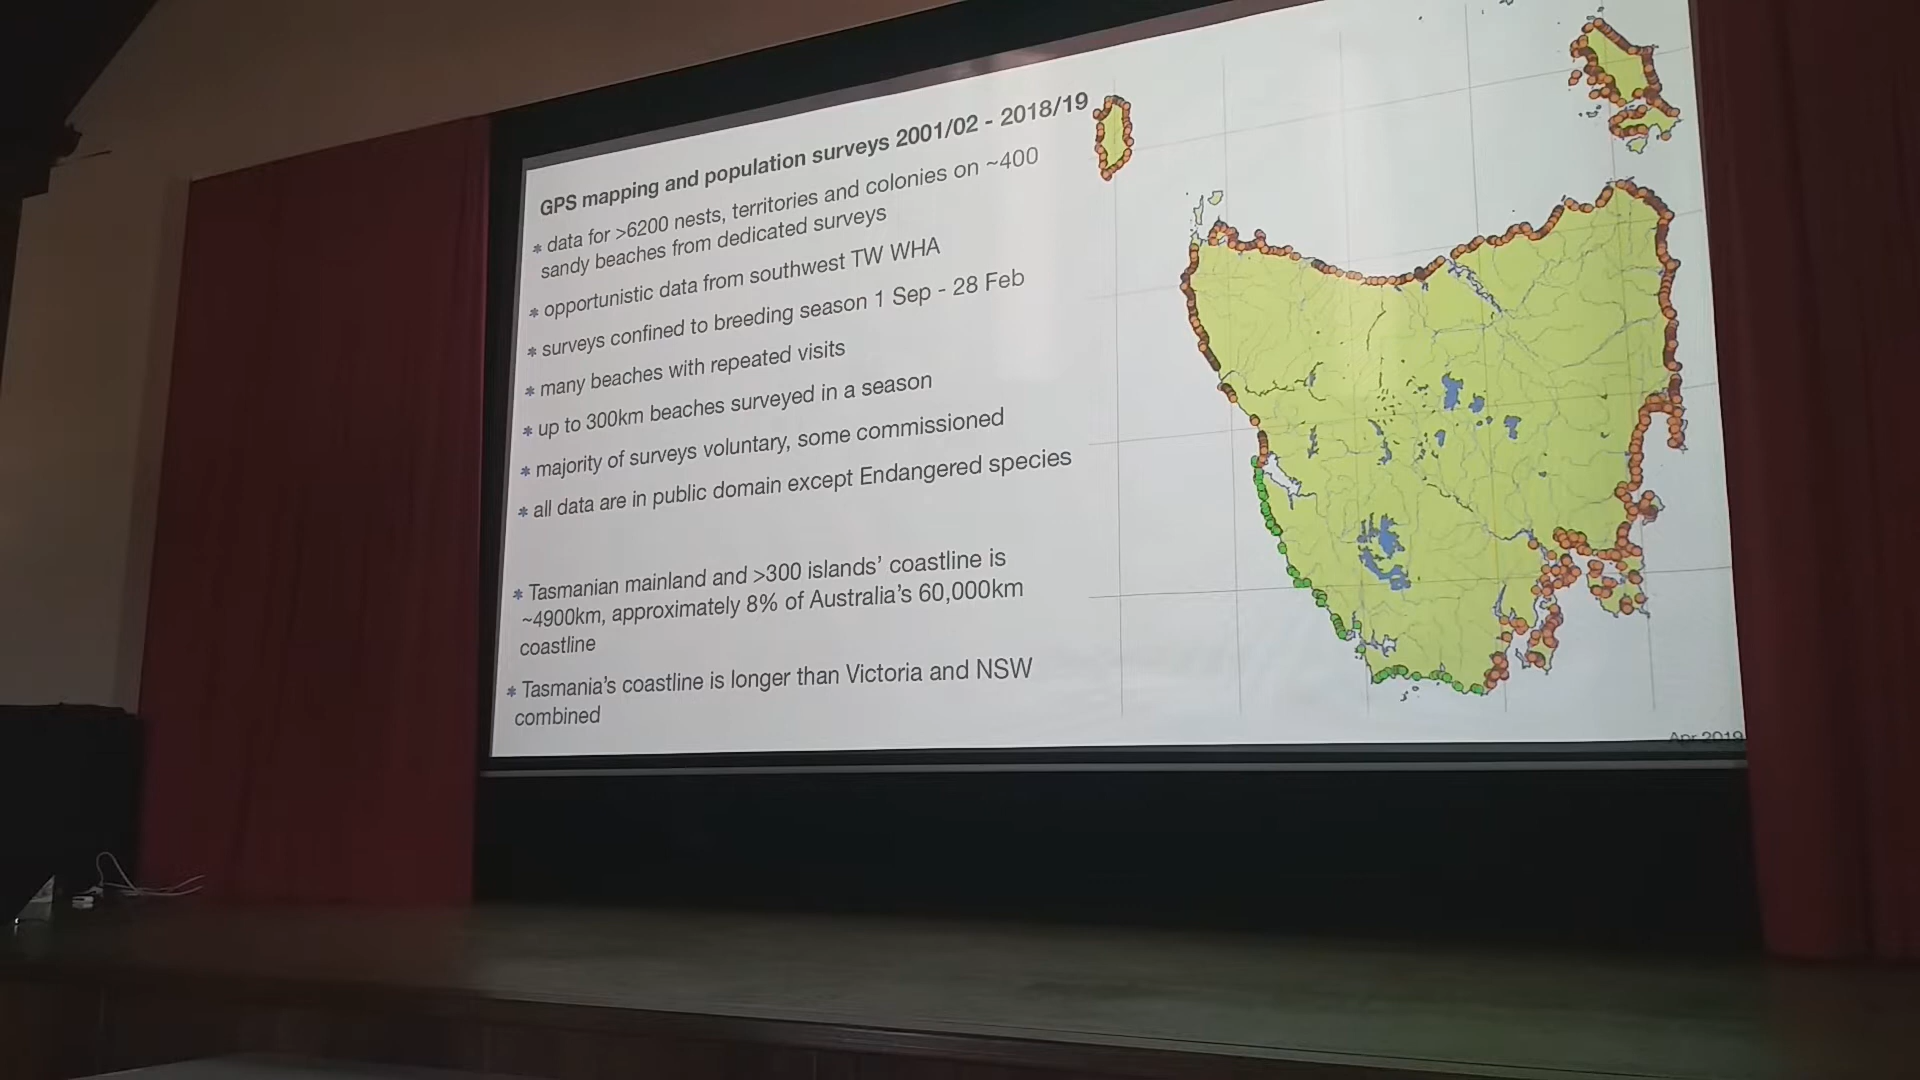 GPS mapping and population surveys 2001/02 - 2018/19
* data for >6200 nests, territories and colonies on ~400
sandy beaches from dedicated surveys
* opportunistic data from southwest TW WHA
* surveys confined to breeding season 1 Sep - 28 Feb
* many beaches with repeated visits
* up to 300km beaches surveyed in a season
* majority of surveys voluntary, some commissioned
* all data are in public domain except Endangered species
* Tasmanian mainland and >300 islands' coastline is
~4900km, approximately 8% of Australia's 60,000km
coastline
* Tasmania's coastline is longer than Victoria and NSW
combined
Apr 2019